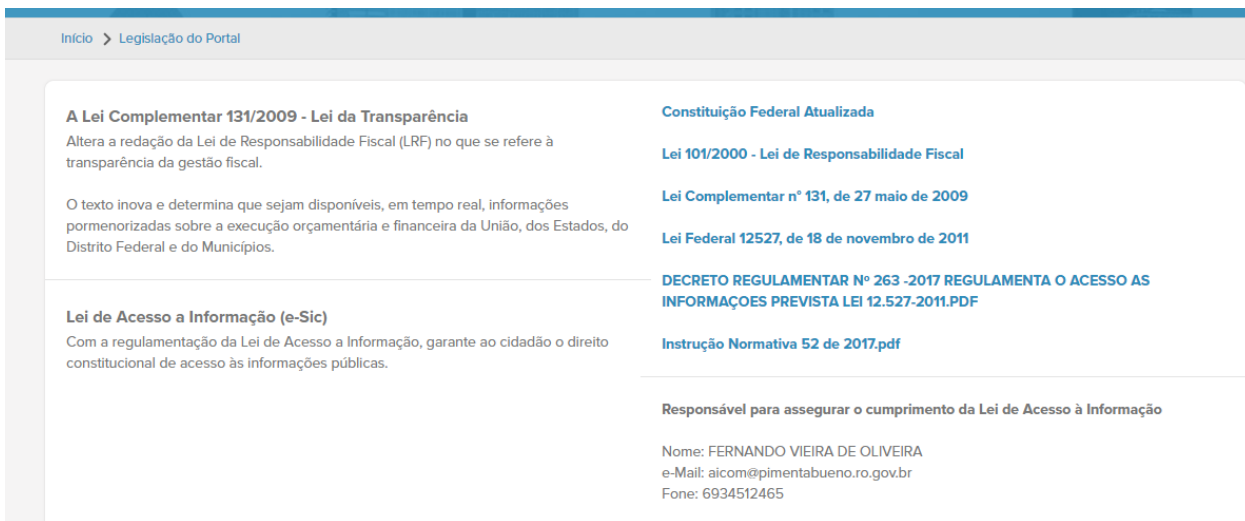 Início > Legislação do Portal
A Lei Complementar 131/2009 - Lei da Transparência
Altera a redação da Lei de Responsabilidade Fiscal (LRF) no que se refere à
transparência da gestão fiscal.
O texto inova e determina que sejam disponíveis, em tempo real, informações
pormenorizadas sobre a execução orçamentária e financeira da União, dos Estados, do
Distrito Federal e do Municípios.
Lei de Acesso a Informação (e-Sic)
Com a regulamentação da Lei de Acesso a Informação, garante ao cidadão o direito
constitucional de acesso às informações públicas.
Constituição Federal Atualizada
Lei 101/2000 - Lei de Responsabilidade Fiscal
Lei Complementar n° 131, de 27 maio de 2009
Lei Federal 12527, de 18 de novembro de 2011
DECRETO REGULAMENTAR Nº 263 -2017 REGULAMENTA O ACESSO AS
INFORMAÇOES PREVISTA LEI 12.527-2011.PDF
Instrução Normativa 52 de 2017.pdf
Responsável para assegurar o cumprimento da Lei de Acesso à Informação
Nome: FERNANDO VIEIRA DE OLIVEIRA
e-Mail: aicom@pimentabueno.ro.gov.br
Fone: 6934512465